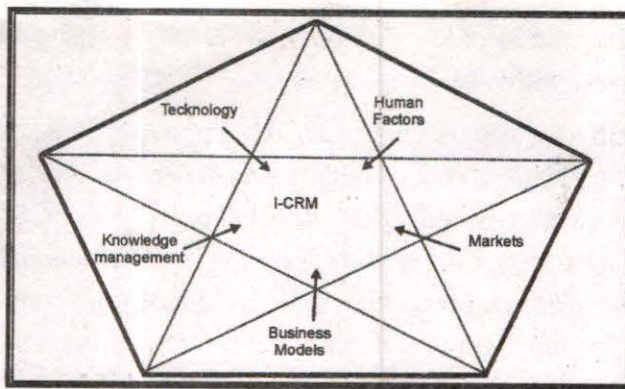 Tecknology
Human
Factors
I-CRM
Knowledge
management
Markets
Business
Models